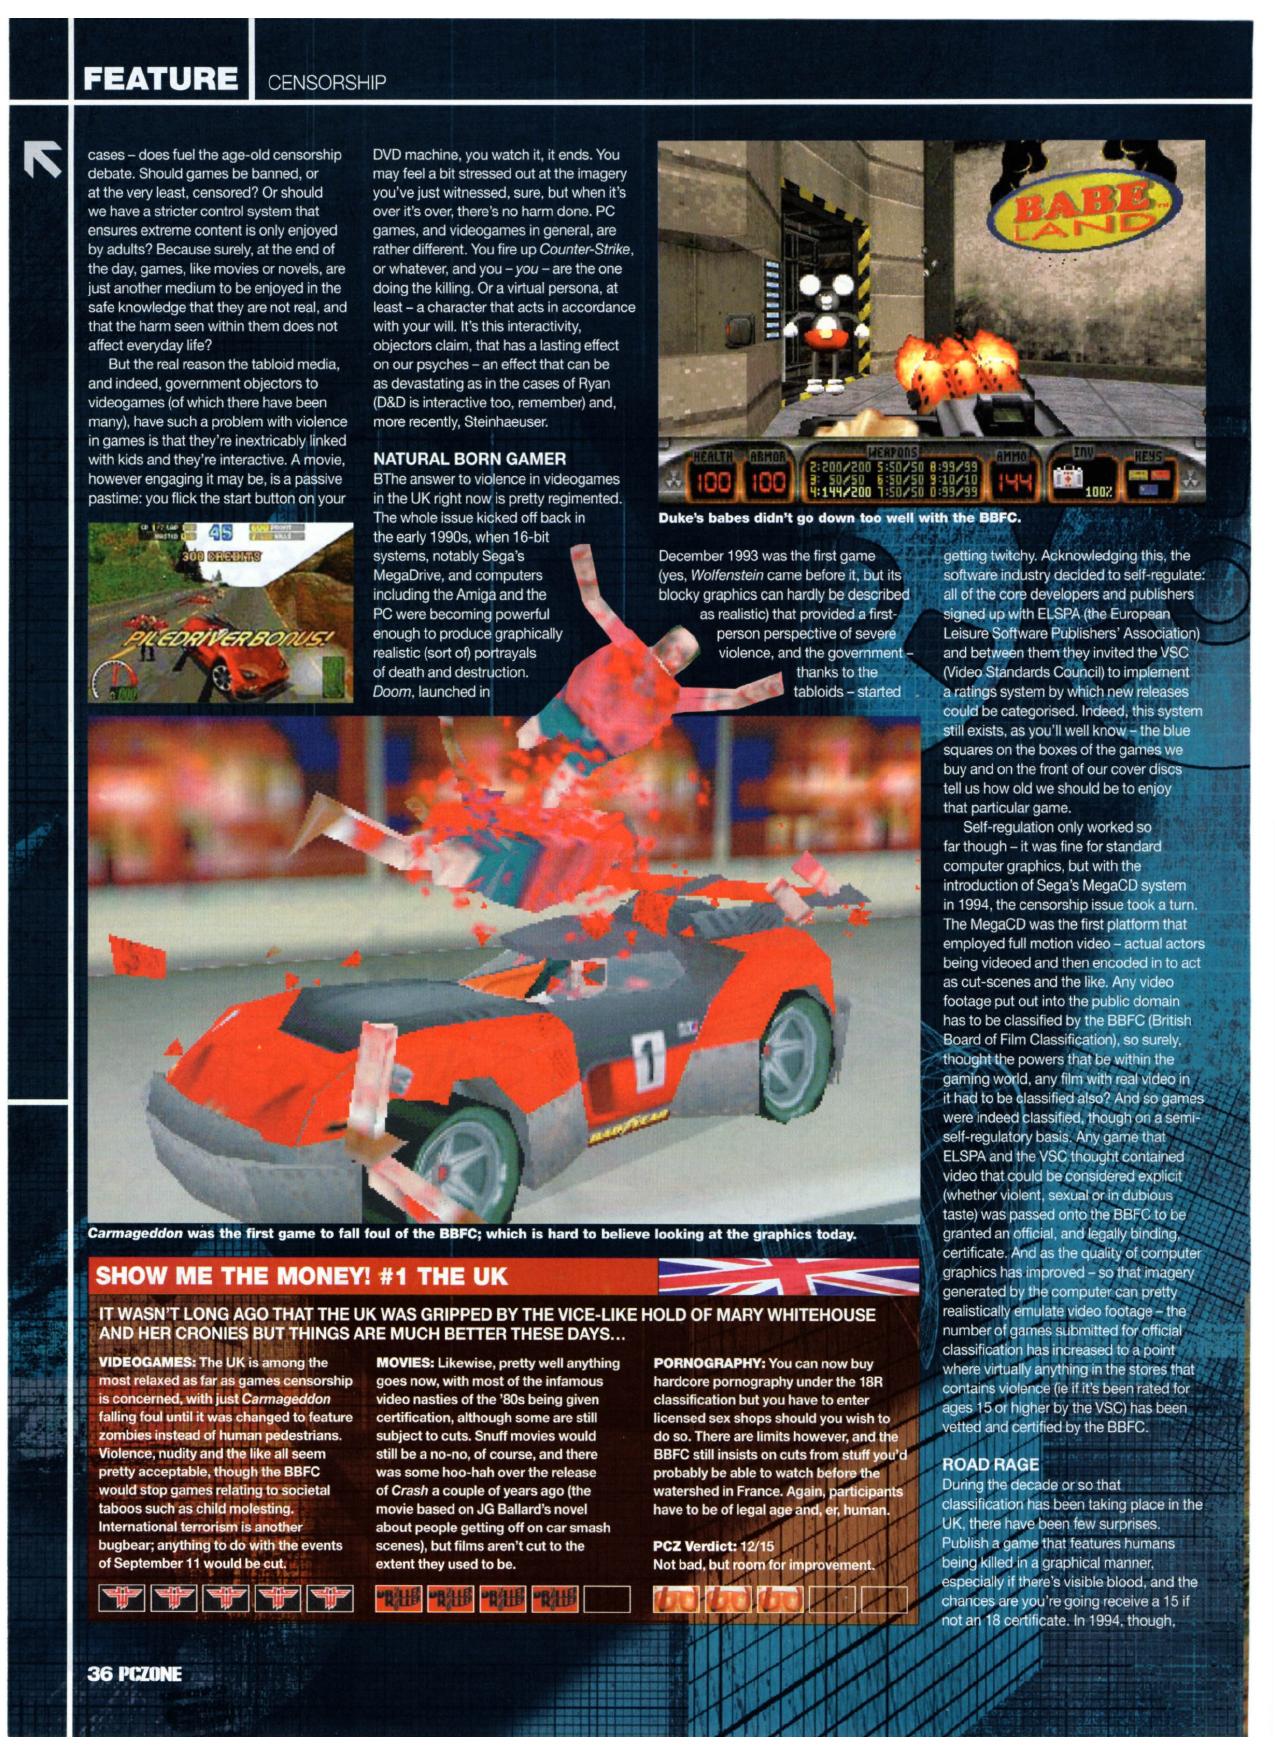 FEATURE
CENSORSHIP
cases – does fuel the age-old censorship
debate. Should games be banned, or
at the very least, censored? Or should
we have a stricter control system that
ensures extreme content is only enjoyed
by adults? Because surely, at the end of
the day, games, like movies or novels, are
just another medium to be enjoyed in the
safe knowledge that they are not real, and
that the harm seen within them does not
affect everyday life?
But the real reason the tabloid media,
and indeed, government objectors to
videogames (of which there have been
many), have such a problem with violence
in games is that they're inextricably linked
with kids and they're interactive. A movie,
however engaging it may be, is a passive
pastime: you flick the start button on your
45
300 CREDITS
PILEDRIVER BONUS!
DVD machine, you watch it, it ends. You
may feel a bit stressed out at the imagery
you've just witnessed, sure, but when it's
over it's over, there's no harm done. PC
games, and videogames in general, are
rather different. You fire up Counter-Strike,
or whatever, and you – you – are the one
doing the killing. Or a virtual persona, at
least – a character that acts in accordance
with your will. It's this interactivity,
objectors claim, that has a lasting effect
on our psyches – an effect that can be
as devastating as in the cases of Ryan
(D&D is interactive too, remember) and,
more recently, Steinhaeuser.
NATURAL BORN GAMER
BThe answer to violence in videogames
in the UK right now is pretty regimented.
The whole issue kicked off back in
the early 1990s, when 16-bit
systems, notably Sega's
MegaDrive, and computers
including the Amiga and the
PC were becoming powerful
enough to produce graphically
realistic (sort of) portrayals
of death and destruction.
Doom, launched in
BABE
LAND
HEALTH ARMOR WEAPONS AMMO INV KEYS
100 100
2:200/200 5:50/50 8:99/99
3: 50/50 6:50/50 9:10/10
4:144/200 7:50/50 0:99/99
144
100%
Duke's babes didn't go down too well with the BBFC.
December 1993 was the first game
(yes, Wolfenstein came before it, but its
blocky graphics can hardly be described
as realistic) that provided a first-
person perspective of severe
violence, and the government –
thanks to the
tabloids – started
getting twitchy. Acknowledging this, the
software industry decided to self-regulate:
all of the core developers and publishers
signed up with ELSPA (the European
Leisure Software Publishers' Association)
and between them they invited the VSC
(Video Standards Council) to implement
a ratings system by which new releases
could be categorised. Indeed, this system
still exists, as you'll well know – the blue
squares on the boxes of the games we
buy and on the front of our cover discs
tell us how old we should be to enjoy
that particular game.
Self-regulation only worked so
far though – it was fine for standard
computer graphics, but with the
introduction of Sega's MegaCD system
in 1994, the censorship issue took a turn.
The MegaCD was the first platform that
employed full motion video – actual actors
being videoed and then encoded in to act
as cut-scenes and the like. Any video
footage put out into the public domain
has to be classified by the BBFC (British
Board of Film Classification), so surely,
thought the powers that be within the
gaming world, any film with real video in
it had to be classified also? And so games
were indeed classified, though on a semi-
self-regulatory basis. Any game that
ELSPA and the VSC thought contained
video that could be considered explicit
(whether violent, sexual or in dubious
taste) was passed onto the BBFC to be
granted an official, and legally binding,
certificate. And as the quality of computer
graphics has improved – so that imagery
generated by the computer can pretty
realistically emulate video footage – the
number of games submitted for official
classification has increased to a point
where virtually anything in the stores that
contains violence (ie if it's been rated for
ages 15 or higher by the VSC) has been
vetted and certified by the BBFC.
ROAD RAGE
During the decade or so that
classification has been taking place in the
UK, there have been few surprises.
Publish a game that features humans
being killed in a graphical manner,
especially if there's visible blood, and the
chances are you're going receive a 15 if
not an 18 certificate. In 1994, though,
1
Carmageddon was the first game to fall foul of the BBFC; which is hard to believe looking at the graphics today.
SHOW ME THE MONEY! #1 THE UK
IT WASN'T LONG AGO THAT THE UK WAS GRIPPED BY THE VICE-LIKE HOLD OF MARY WHITEHOUSE
AND HER CRONIES BUT THINGS ARE MUCH BETTER THESE DAYS...
VIDEOGAMES: The UK is among the
most relaxed as far as games censorship
is concerned, with just Carmageddon
falling foul until it was changed to feature
zombies instead of human pedestrians.
Violence, nudity and the like all seem
pretty acceptable, though the BBFC
would stop games relating to societal
taboos such as child molesting.
International terrorism is another
bugbear; anything to do with the events
of September 11 would be cut.
MOVIES: Likewise, pretty well anything
goes now, with most of the infamous
video nasties of the '80s being given
certification, although some are still
subject to cuts. Snuff movies would
still be a no-no, of course, and there
was some hoo-hah over the release
of Crash a couple of years ago (the
movie based on JG Ballard's novel
about people getting off on car smash
scenes), but films aren't cut to the
extent they used to be.
DRILLER KILLER
DRILLER KILLER
DRILLER KILLER
DRILLER KILLER
PORNOGRAPHY: You can now buy
hardcore pornography under the 18R
classification but you have to enter
licensed sex shops should you wish to
do so. There are limits however, and the
BBFC still insists on cuts from stuff you'd
probably be able to watch before the
watershed in France. Again, participants
have to be of legal age and, er, human.
PCZ Verdict: 12/15
Not bad, but room for improvement.
36 PCZONE